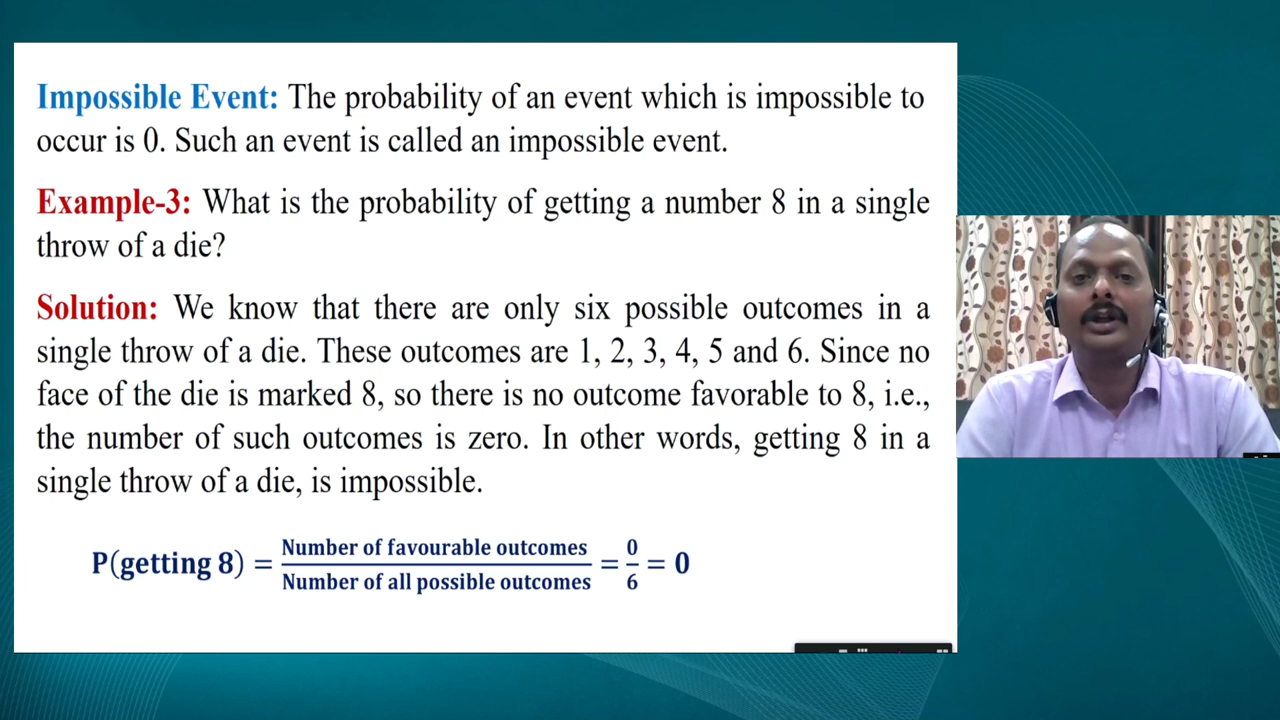 Impossible Event: The probability of an event which is impossible to
occur is 0. Such an event is called an impossible event.
Example-3: What is the probability of getting a number 8 in a single
throw of a die?
Solution: We know that there are only six possible outcomes in a
single throw of a die. These outcomes are 1, 2, 3, 4, 5 and 6. Since no
face of the die is marked 8, so there is no outcome favorable to 8, i.e.,
the number of such outcomes is zero. In other words, getting 8 in a
single throw of a die, is impossible.
P(getting 8) = Number of favourable outcomes / Number of all possible outcomes = 0/6 = 0